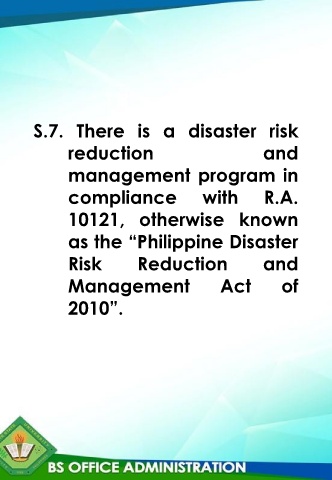 S.7. There is a disaster risk
reduction and
management program in
compliance with R.A.
10121, otherwise known
as the “Philippine Disaster
Risk Reduction and
Management Act of
2010”.
BS OFFICE ADMINISTRATION